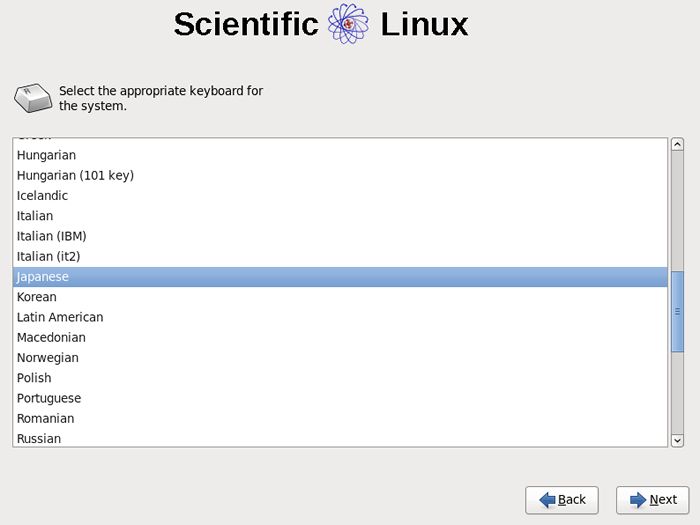 Scientific Linux
Select the appropriate keyboard for
the system.
Hungarian
Hungarian (101 key)
Icelandic
Italian
Italian (IBM)
Italian (it2)
Japanese
Korean
Latin American
Macedonian
Norwegian
Polish
Portuguese
Romanian
Russian
Back
Next